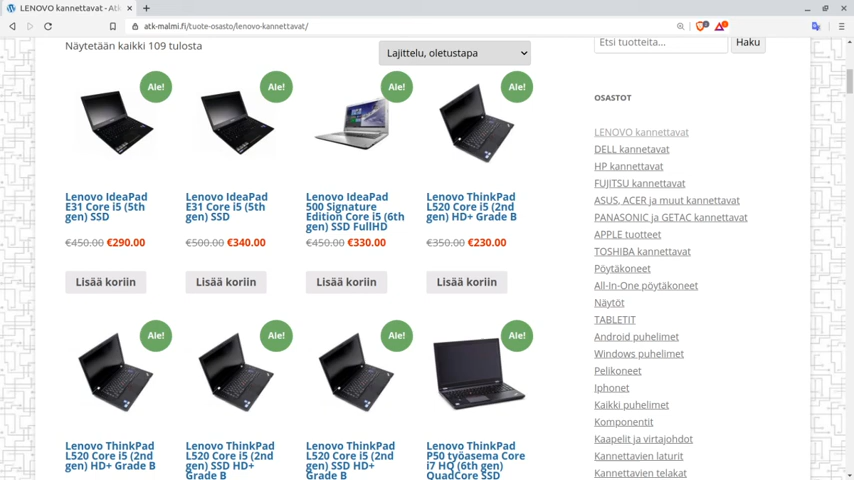 LENOVO kannettavat - Atk
atk-malmi.fi/tuote-osasto/lenovo-kannettavat/
Näytetään kaikki 109 tulosta
Lajittelu, oletustapa
Etsi tuotteita…
Haku
Ale!
Ale!
Ale!
Ale!
Lenovo IdeaPad
E31 Core i5 (5th
gen) SSD
€450.00 €290.00
Lisää koriin
Lenovo IdeaPad
E31 Core i5 (5th
gen) SSD
€500.00 €340.00
Lisää koriin
Lenovo IdeaPad
500 Signature
Edition Core i5 (6th
gen) SSD FullHD
€450.00 €330.00
Lisää koriin
Lenovo ThinkPad
L520 Core i5 (2nd
gen) HD+ Grade B
€350.00 €230.00
Lisää koriin
Ale!
Ale!
Ale!
Ale!
Lenovo ThinkPad
L520 Core i5 (2nd
gen) HD+ Grade B
Lenovo ThinkPad
L520 Core i5 (2nd
gen) SSD HD+
Grade B
Lenovo ThinkPad
L520 Core i5 (2nd
gen) SSD HD+
Grade B
Lenovo ThinkPad
P50 työasema Core
i7 HQ (6th gen)
QuadCore SSD
OSASTOT
LENOVO kannettavat
DELL kannetavat
HP kannettavat
FUJITSU kannettavat
ASUS, ACER ja muut kannettavat
PANASONIC ja GETAC kannettavat
APPLE tuotteet
TOSHIBA kannettavat
Pöytäkoneet
All-In-One pöytäkoneet
Näytöt
TABLETIT
Android puhelimet
Windows puhelimet
Pelikoneet
Iphonet
Kaikki puhelimet
Komponentit
Kaapelit ja virtajohdot
Kannettavien laturit
Kannettavien telakat